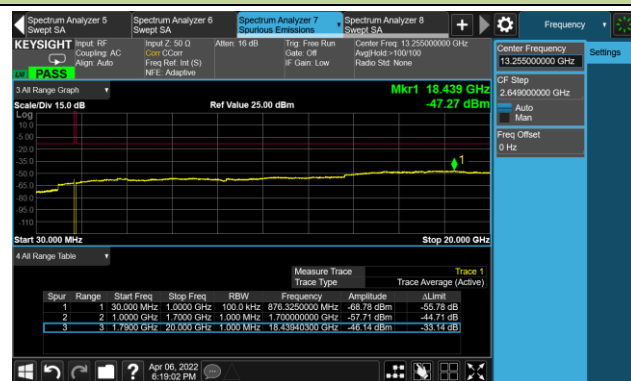 Spectrum Analyzer 5
Swept SA
Spectrum Analyzer 6
Swept SA
Spectrum Analyzer 7
Spurious Emissions
Spectrum Analyzer 8
Swept SA
Frequency
KEYSIGHT
Input: RF
Coupling: AC
Align: Auto
Input Z: 50 Ω
Corr CCorr
Freq Ref: Int (S)
NFE: Adaptive
Atten: 16 dB
Trig: Free Run
Gate: Off
IF Gain: Low
Center Freq: 13.255000000 GHz
Avg|Hold:>100/100
Radio Std: None
PASS
Center Frequency
13.255000000 GHz
Settings
CF Step
2.649000000 GHz
Auto
Man
Freq Offset
0 Hz
3 All Range Graph
Mkr1 18.439 GHz
Scale/Div 15.0 dB
Ref Value 25.00 dBm
-47.27 dBm
Log
10.0
-5.00
-20.0
-35.0
-50.0
-65.0
-80.0
-95.0
-110
1
Start 30.000 MHz
Stop 20.000 GHz
4 All Range Table
Measure Trace Trace 1
Trace Type Trace Average (Active)
Spur Range Start Freq Stop Freq RBW Frequency Amplitude ΔLimit
1 1 30.000 MHz 1.0000 GHz 100.0 kHz 876.3250000 MHz -68.78 dBm -55.78 dB
2 2 1.0000 GHz 1.7000 GHz 1.000 MHz 1.700000000 GHz -57.71 dBm -44.71 dB
3 3 1.7900 GHz 20.000 GHz 1.000 MHz 18.43940300 GHz -46.14 dBm -33.14 dB
Apr 06, 2022
6:19:02 PM